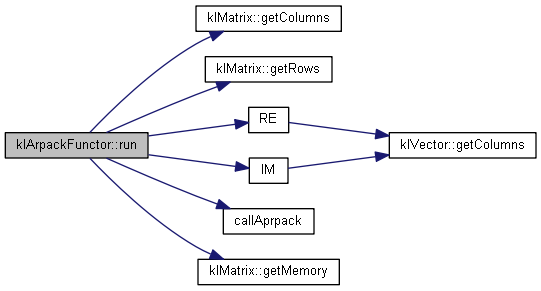 klMatrix::getColumns
klMatrix::getRows
RE
klArpackFunctor::run
klVector::getColumns
IM
callAprpack
klMatrix::getMemory